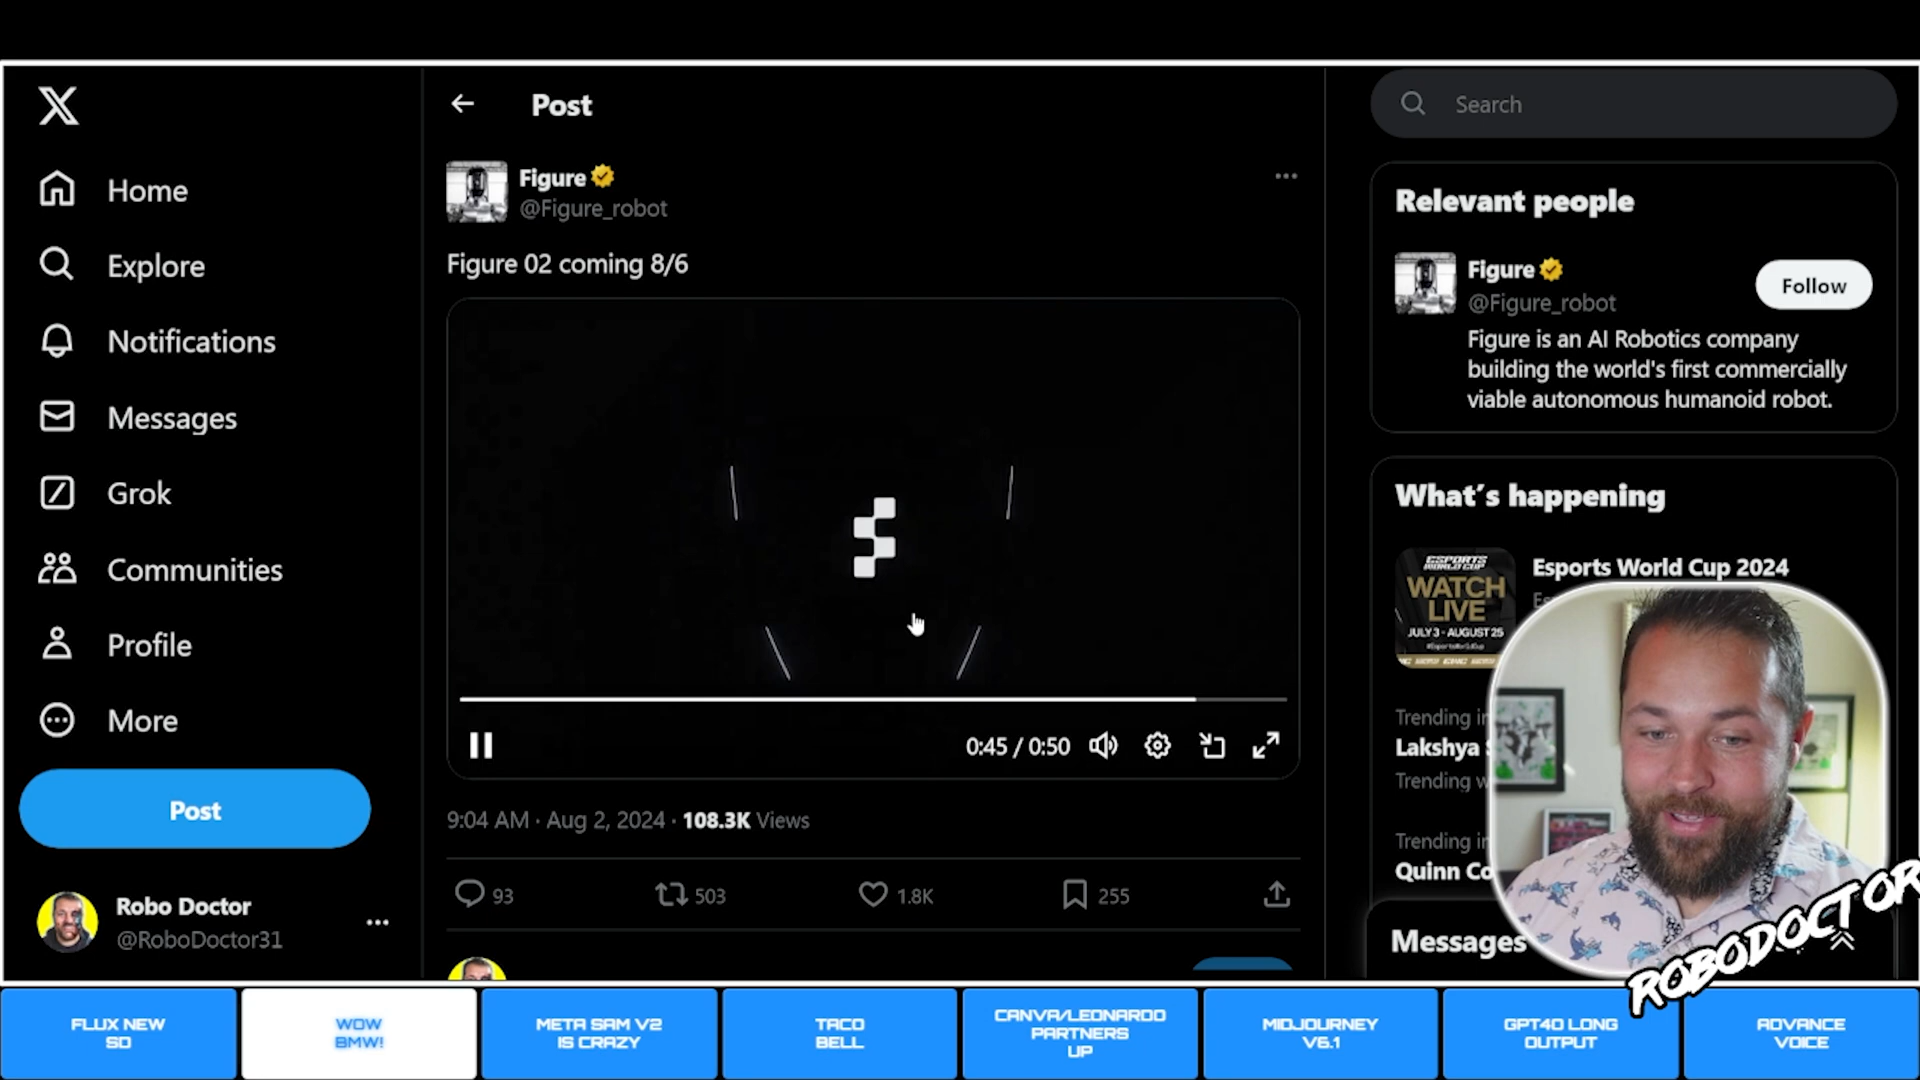 Home
Explore
Notifications
Messages
Grok
Communities
Profile
More
Post
Robo Doctor
@RoboDoctor31
Post
Figure
@Figure_robot
Figure 02 coming 8/6
0:45 / 0:50
9:04 AM · Aug 2, 2024 · 108.3K Views
93
503
1.8K
255
Search
Relevant people
Figure
@Figure_robot
Follow
Figure is an AI Robotics company
building the world's first commercially
viable autonomous humanoid robot.
What's happening
ESPORTS
WORLD CUP
WATCH
LIVE
JULY 3 - AUGUST 25
Esports World Cup 2024
Trending
Lakshya
Trending
Trending
Quinn
Messages
ROBODOCTOR
FLUX NEW
SD
WOW
BMW!
META SAM V2
IS CRAZY
TACO
BELL
CANVA/LEONARDO
PARTNERS
UP
MIDJOURNEY
V6.1
GPT4O LONG
OUTPUT
ADVANCE
VOICE